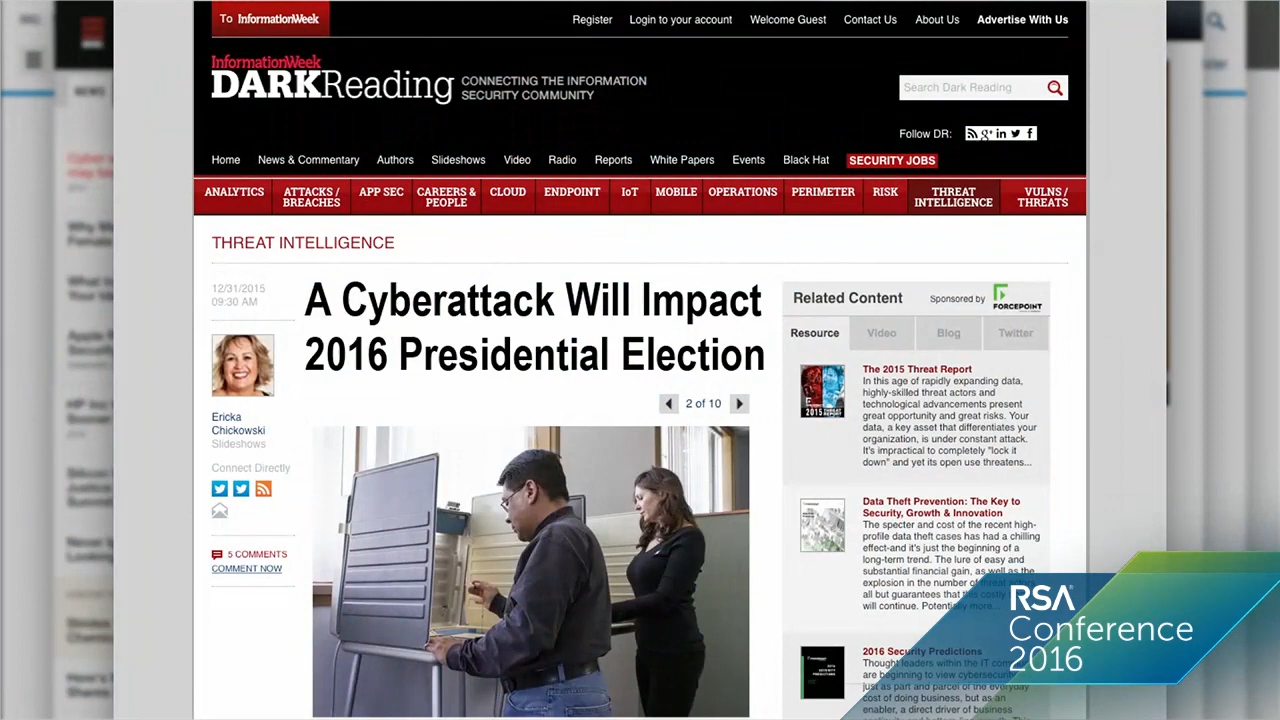 To InformationWeek
Register Login to your account Welcome Guest Contact Us About Us Advertise With Us
InformationWeek
DARKReading
CONNECTING THE INFORMATION
SECURITY COMMUNITY
Search Dark Reading
Follow DR:
Home News & Commentary Authors Slideshows Video Radio Reports White Papers Events Black Hat SECURITY JOBS
ANALYTICS
ATTACKS /
BREACHES
APP SEC
CAREERS &
PEOPLE
CLOUD
ENDPOINT
IoT
MOBILE
OPERATIONS
PERIMETER
RISK
THREAT
INTELLIGENCE
VULNS /
THREATS
THREAT INTELLIGENCE
12/31/2015
09:30 AM
Ericka
Chickowski
Slideshows
Connect Directly
5 COMMENTS
COMMENT NOW
A Cyberattack Will Impact
2016 Presidential Election
2 of 10
Related Content
Sponsored by
FORCEPOINT
Resource Video Blog Twitter
The 2015 Threat Report
In this age of rapidly expanding data,
highly-skilled threat actors and
technological advancements present
great opportunity and great risks. Your
data, a key asset that differentiates your
organization, is under constant attack.
It's impractical to completely "lock it
down" and yet its open use threatens...
Data Theft Prevention: The Key to
Security, Growth & Innovation
The specter and cost of the recent high-
profile data theft cases has had a chilling
effect-and it's just the beginning of a
long-term trend. The lure of easy and
substantial financial gain, as well as the
explosion in the number of threat actors
all but guarantees that this costly
will continue. Potentially more...
2016 Security Predictions
Thought leaders within the IT
are beginning to view cybersecurity
just as part and parcel of the everyday
cost of doing business, but as an
enabler, a direct driver of business
RSA
Conference
2016